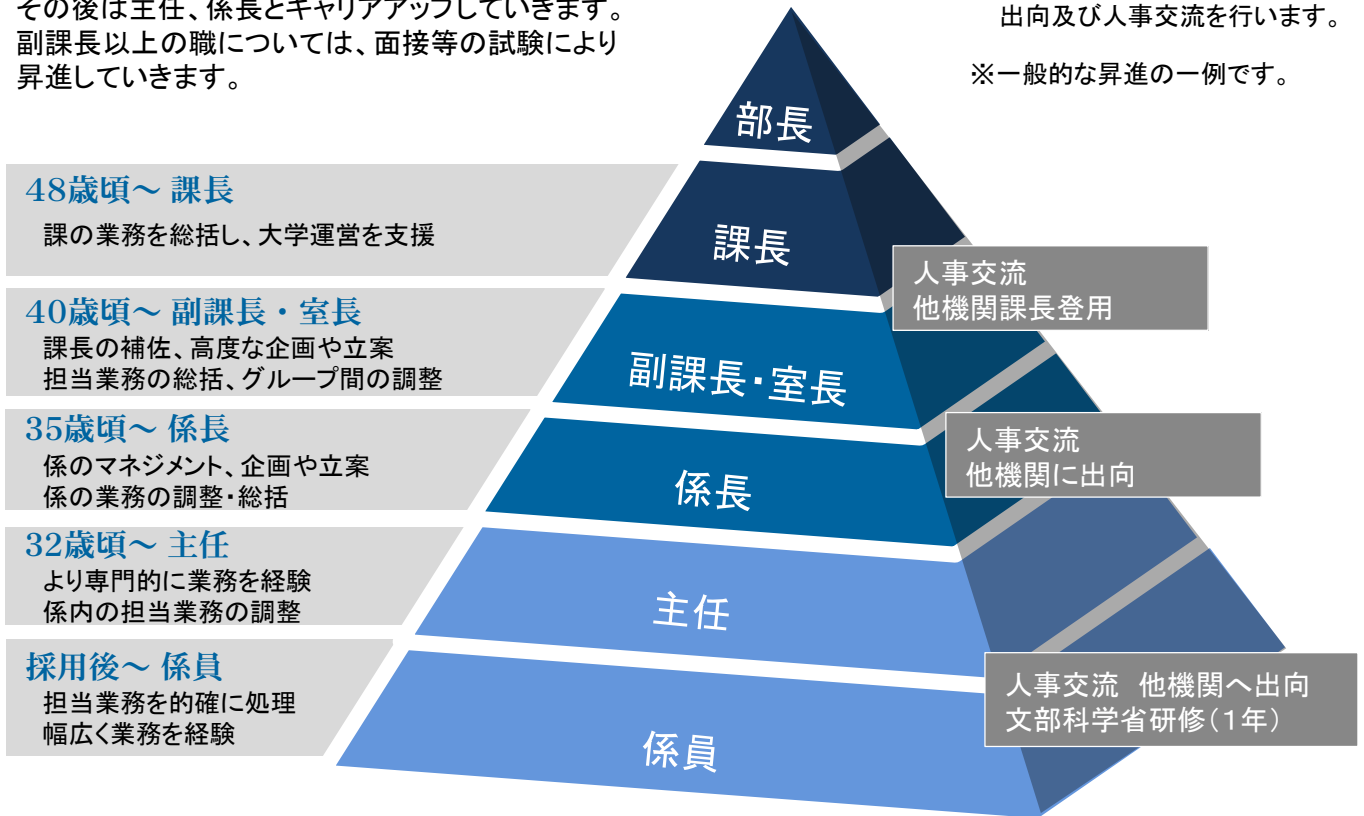 その後は主任、係長とキャリアアップしていきます。
副課長以上の職については、面接等の試験により
昇進していきます。
出向及び人事交流を行います。
※一般的な昇進の一例です。
部長
48歳頃～ 課長
課の業務を総括し、大学運営を支援
課長
人事交流
他機関課長登用
40歳頃～ 副課長・室長
課長の補佐、高度な企画や立案
担当業務の総括、グループ間の調整
副課長・室長
35歳頃～ 係長
係のマネジメント、企画や立案
係の業務の調整・総括
係長
人事交流
他機関に出向
32歳頃～ 主任
より専門的に業務を経験
係内の担当業務の調整
主任
採用後～ 係員
担当業務を的確に処理
幅広く業務を経験
係員
人事交流 他機関へ出向
文部科学省研修（1年）